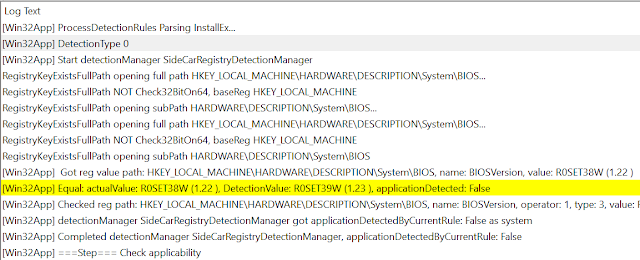 Log Text
[Win32App] ProcessDetectionRules Parsing InstallEx...
[Win32App] DetectionType 0
[Win32App] Start detectionManager SideCarRegistryDetectionManager
RegistryKeyExistsFullPath opening full path HKEY_LOCAL_MACHINE\HARDWARE\DESCRIPTION\System\BIOS...
RegistryKeyExistsFullPath NOT Check32BitOn64, baseReg HKEY_LOCAL_MACHINE
RegistryKeyExistsFullPath opening subPath HARDWARE\DESCRIPTION\System\BIOS...
RegistryKeyExistsFullPath opening full path HKEY_LOCAL_MACHINE\HARDWARE\DESCRIPTION\System\BIOS...
RegistryKeyExistsFullPath NOT Check32BitOn64, baseReg HKEY_LOCAL_MACHINE
RegistryKeyExistsFullPath opening subPath HARDWARE\DESCRIPTION\System\BIOS
[Win32App]  Got reg value path: HKEY_LOCAL_MACHINE\HARDWARE\DESCRIPTION\System\BIOS, name: BIOSVersion, value: R0SET38W (1.22 )
[Win32App] Equal: actualValue: R0SET38W (1.22 ), DetectionValue: R0SET39W (1.23 ), applicationDetected: False
[Win32App] Checked reg path: HKEY_LOCAL_MACHINE\HARDWARE\DESCRIPTION\System\BIOS, name: BIOSVersion, operator: 1, type: 3, value:
[Win32App] detectionManager SideCarRegistryDetectionManager got applicationDetectedByCurrentRule: False as system
[Win32App] Completed detectionManager SideCarRegistryDetectionManager, applicationDetectedByCurrentRule: False
[Win32App] ===Step=== Check applicability